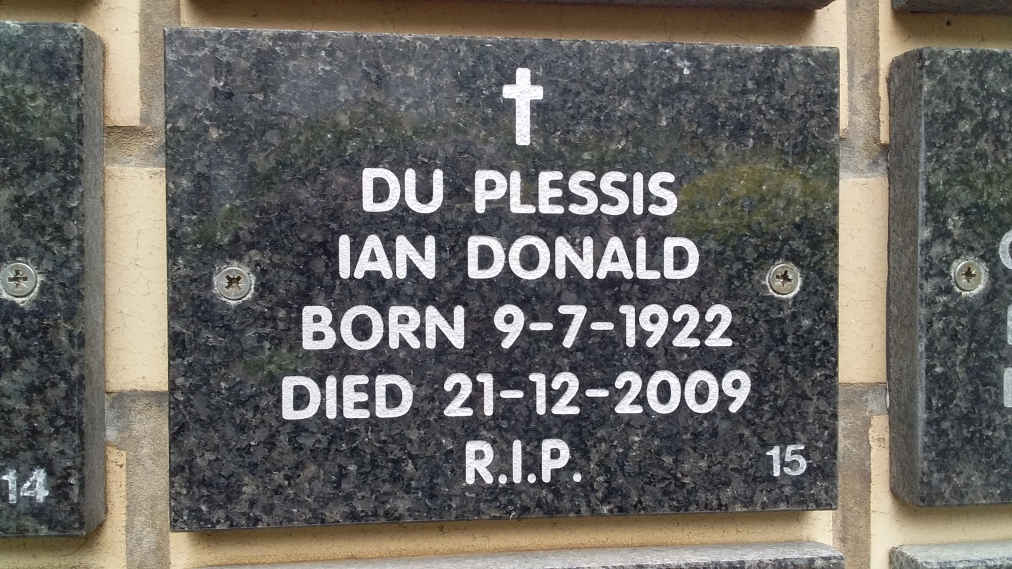 DU PLESSIS
IAN DONALD
BORN 9-7-1922
DIED 21-12-2009
R.I.P.
15
14